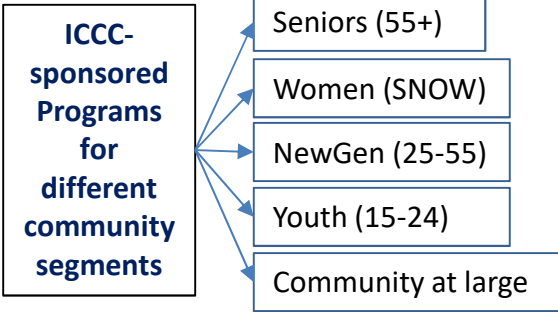 ICCC-
sponsored
Programs
for
different
community
segments
Seniors (55+)
Women (SNOW)
NewGen (25-55)
Youth (15-24)
Community at large